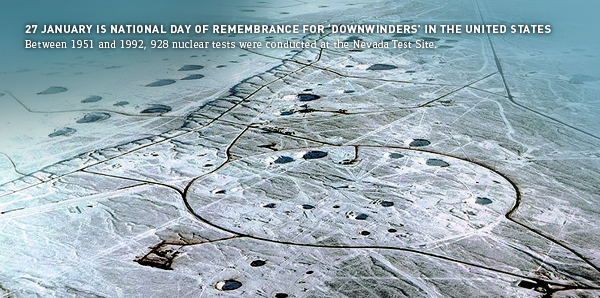 27 JANUARY IS NATIONAL DAY OF REMEMBRANCE FOR 'DOWNWINDERS' IN THE UNITED STATES
Between 1951 and 1992, 928 nuclear tests were conducted at the Nevada Test Site.